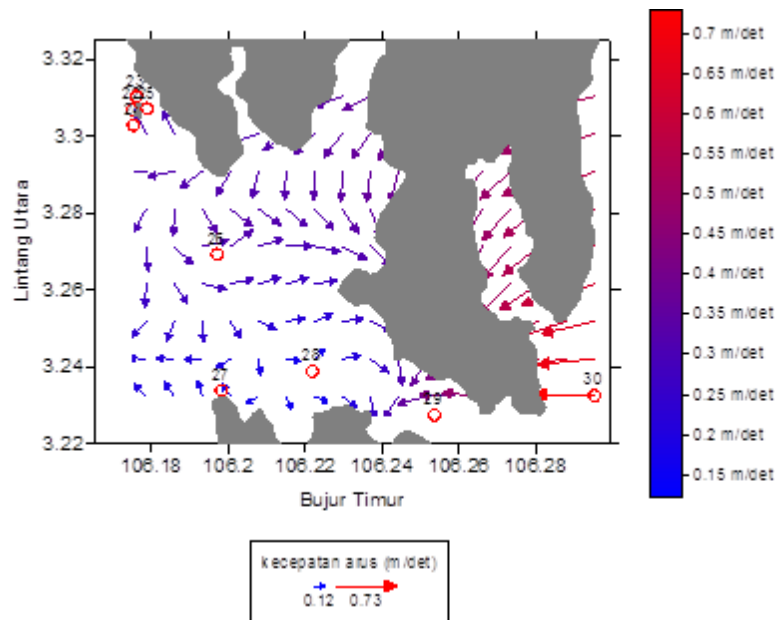 3.32
3.3
3.28
3.26
3.24
3.22
Lintang Utara
23
26
28
27
29
30
106.18 106.2 106.22 106.24 106.26 106.28
Bujur Timur
0.7 m/det
0.65 m/det
0.6 m/det
0.55 m/det
0.5 m/det
0.45 m/det
0.4 m/det
0.35 m/det
0.3 m/det
0.25 m/det
0.2 m/det
0.15 m/det
kecepatan arus (m/det)
0.12 0.73